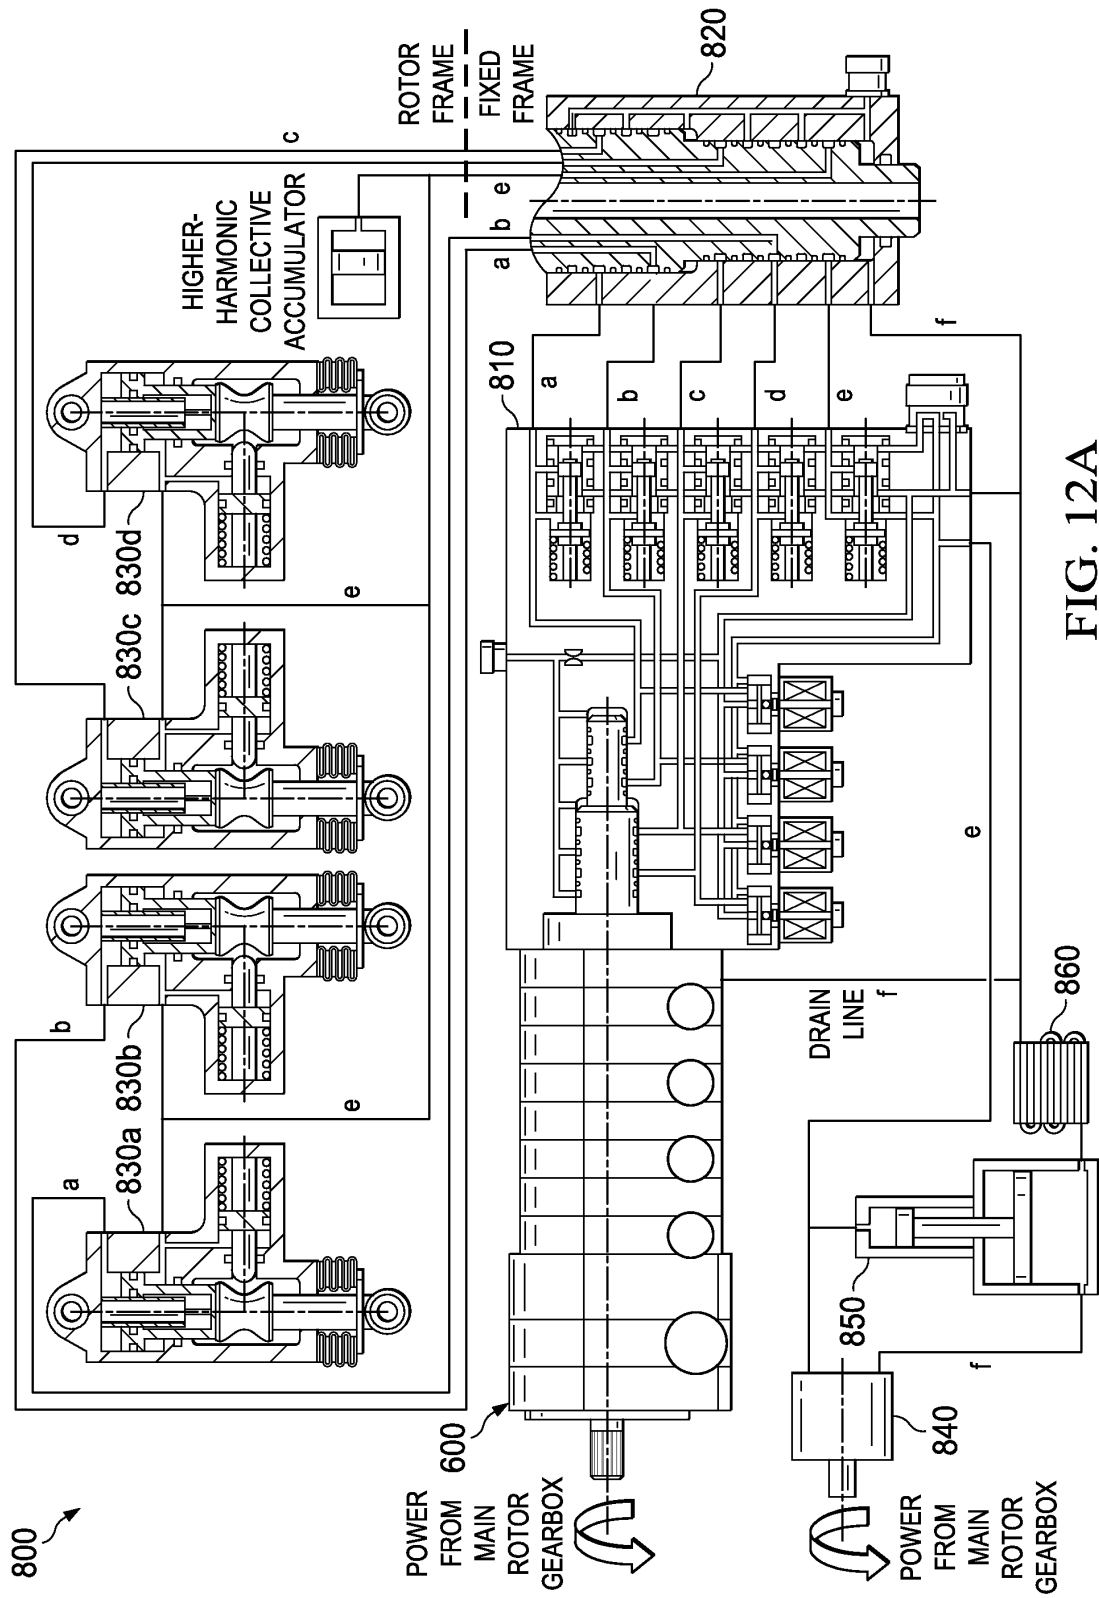 800
a
830a
b
830b
830c
d
830d
e
e
HIGHER-
HARMONIC
COLLECTIVE
ACCUMULATOR
c
ROTOR
FRAME
FIXED
FRAME
a
b
e
820
POWER
FROM
MAIN
ROTOR
GEARBOX
600
810
a
b
c
d
e
f
DRAIN
LINE
f
e
POWER
FROM
MAIN
ROTOR
GEARBOX
840
850
f
860
FIG. 12A